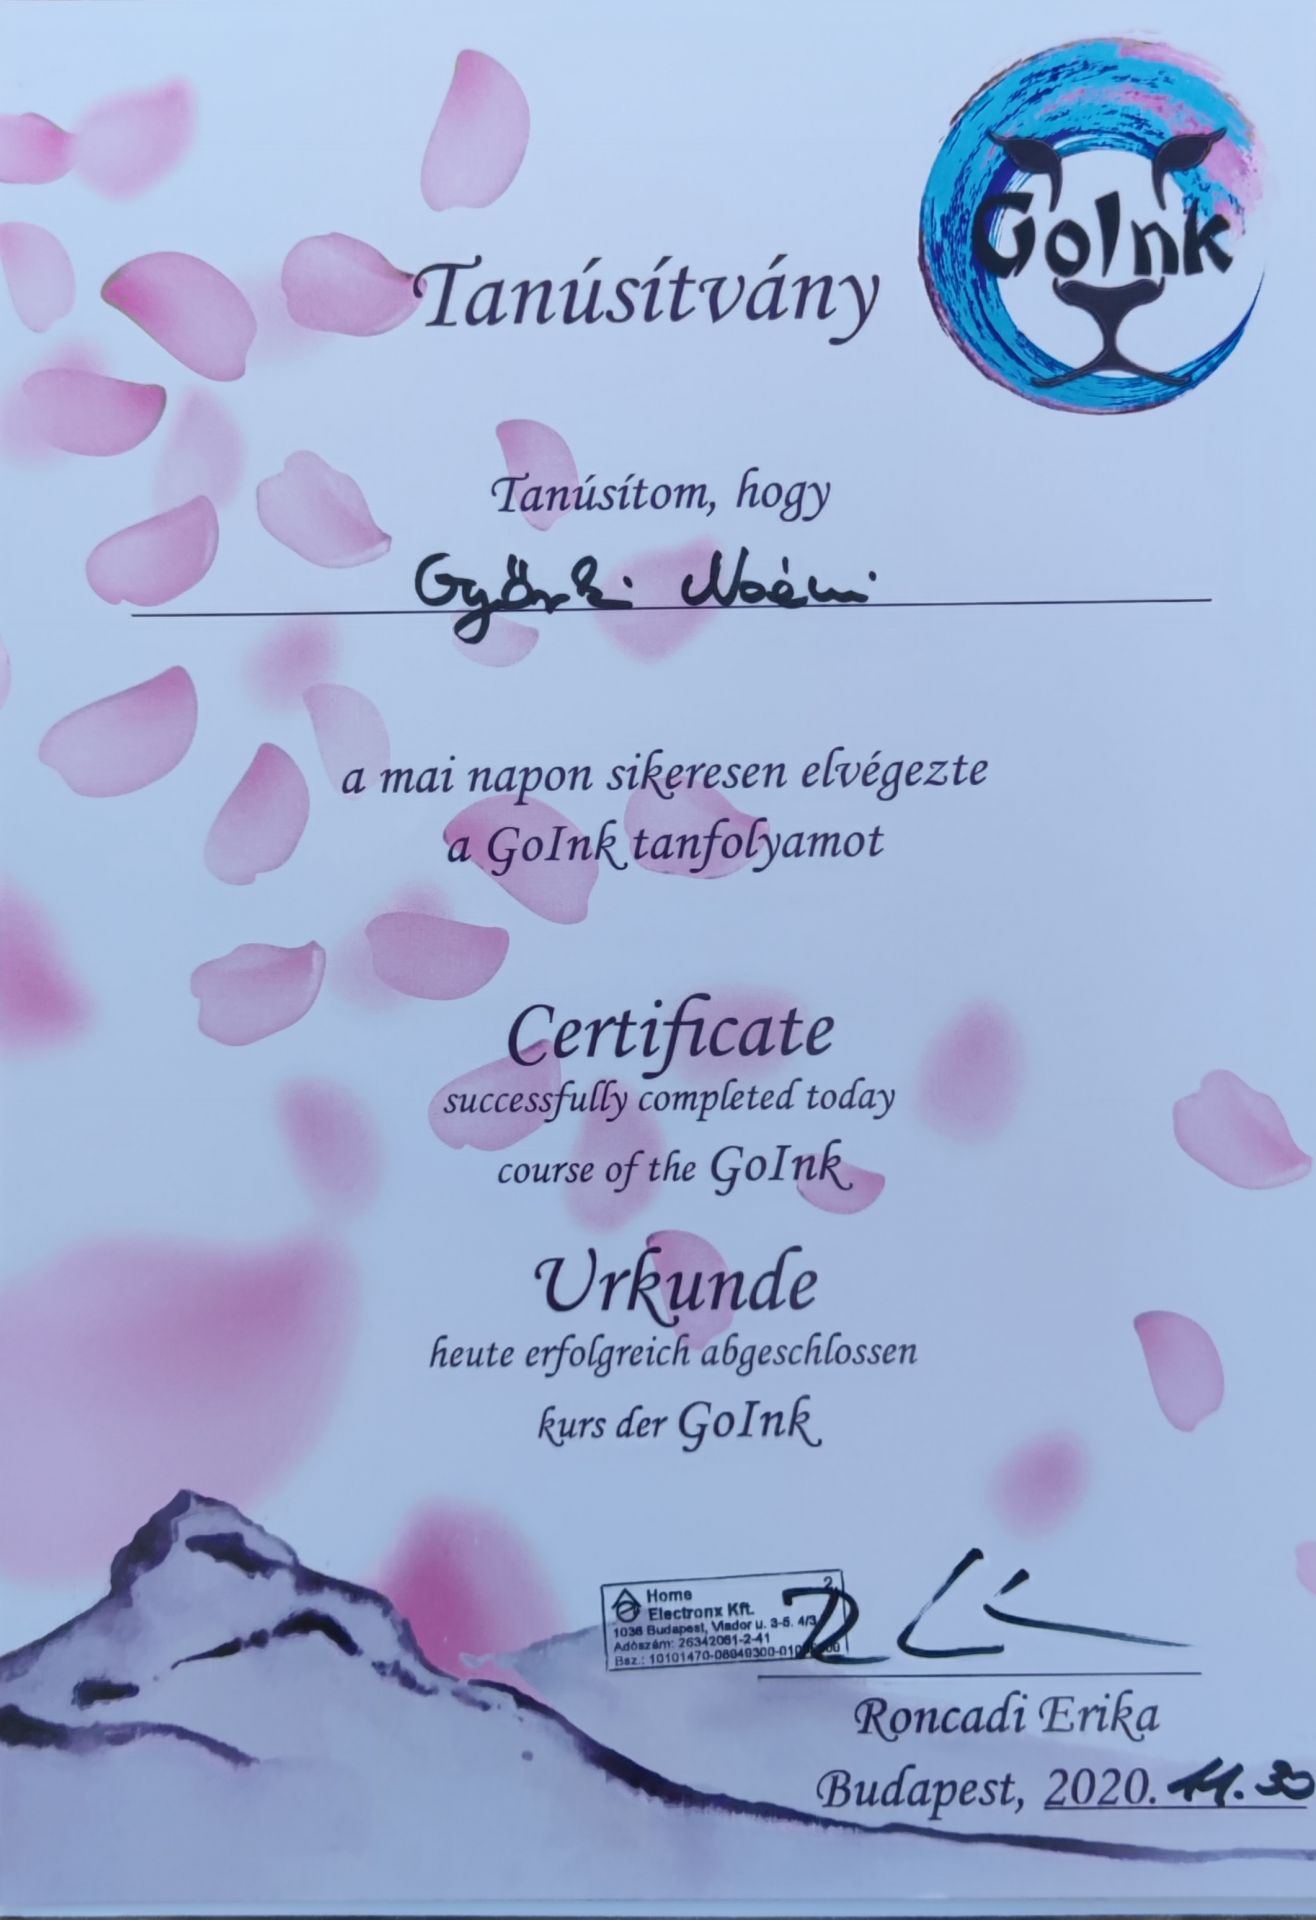 GoInk
Tanúsítvány
Tanúsítom, hogy
Noémi
a mai napon sikeresen elvégezte
a GoInk tanfolyamot
Certificate
successfully completed today
course of the GoInk
Urkunde
heute erfolgreich abgeschlossen
kurs der GoInk
2.
Home
Electronx Kft.
1036 Budapest, Viador u. 3-5. 4/3
Adószám: 26342061-2-41
Bsz.:
Roncadi Erika
Budapest, 2020. 11.30